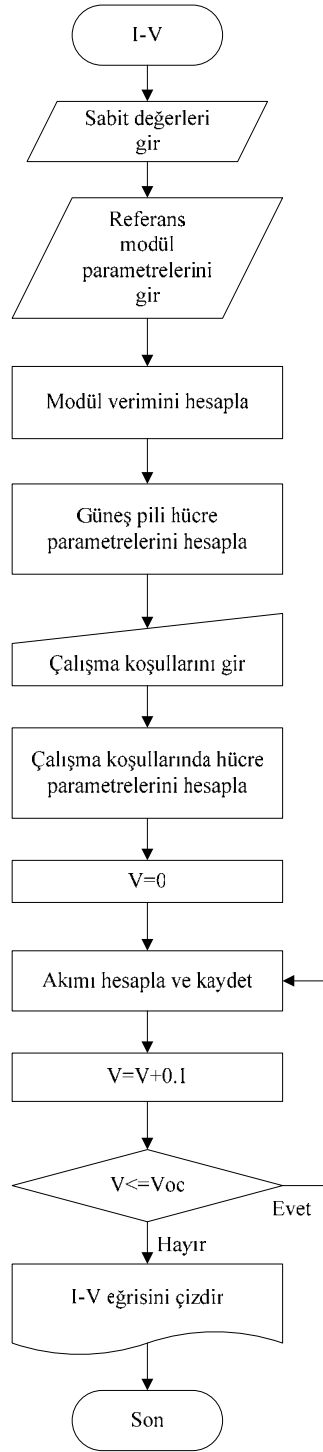 I-V
Sabit değerleri
gir
Referans
modül
parametrelerini
gir
Modül verimini hesapla
Güneş pili hücre
parametrelerini hesapla
Çalışma koşullarını gir
Çalışma koşullarında hücre
parametrelerini hesapla
V=0
Akımı hesapla ve kaydet
V=V+0.1
V<=Voc
Evet
Hayır
I-V eğrisini çizdir
Son